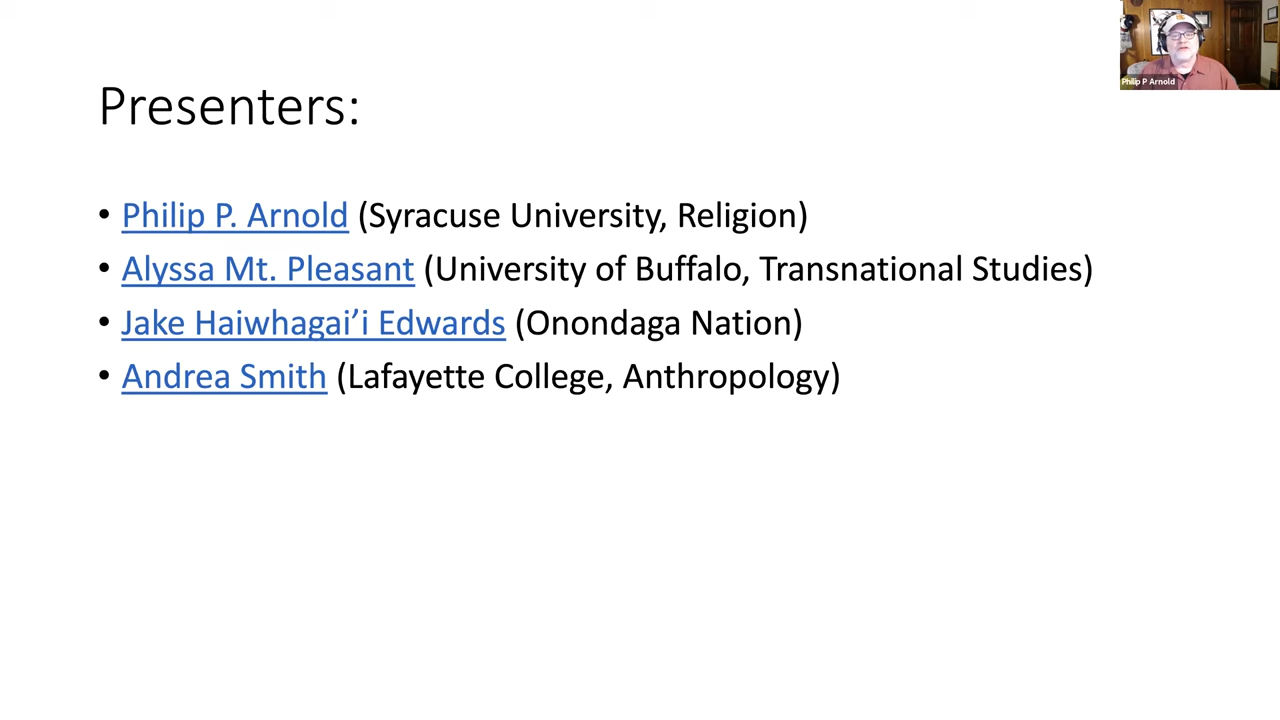 Philip P Arnold
Presenters:
• Philip P. Arnold (Syracuse University, Religion)
• Alyssa Mt. Pleasant (University of Buffalo, Transnational Studies)
• Jake Haiwhagai’i Edwards (Onondaga Nation)
• Andrea Smith (Lafayette College, Anthropology)